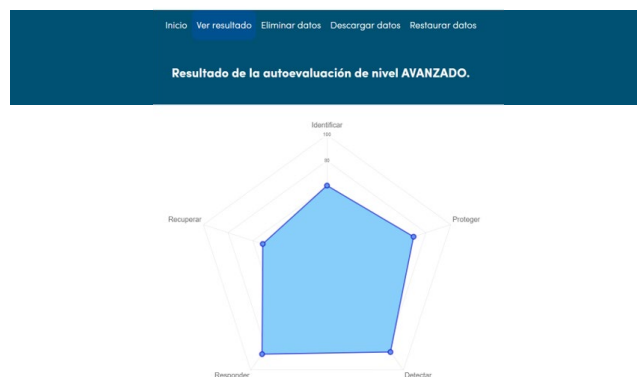 Inicio Ver resultado Eliminar datos Descargar datos Restaurar datos
Resultado de la autoevaluación de nivel AVANZADO.
Identificar
100
80
Recuperar
Proteger
Responder
Detectar